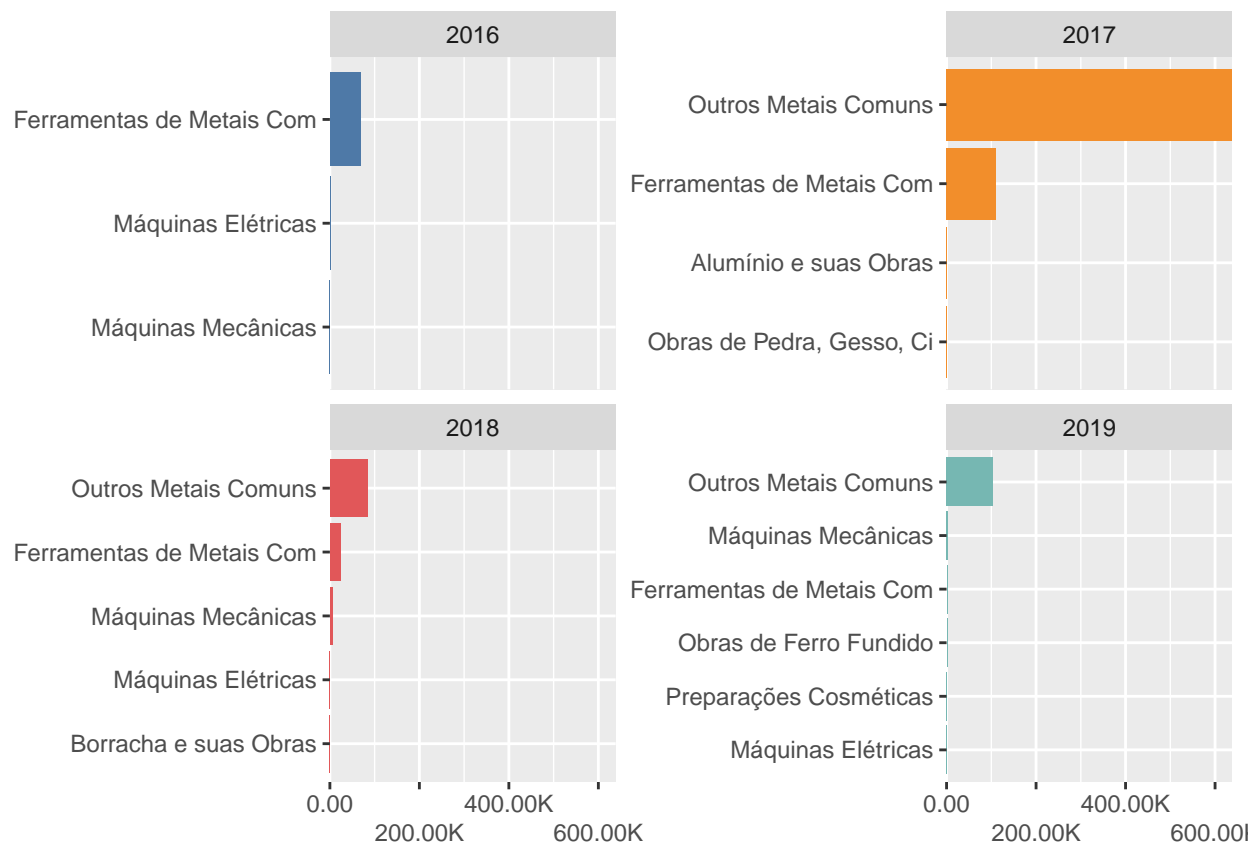 2016
Ferramentas de Metais Com
Máquinas Elétricas
Máquinas Mecânicas
2017
Outros Metais Comuns
Ferramentas de Metais Com
Alumínio e suas Obras
Obras de Pedra, Gesso, Ci
2018
Outros Metais Comuns
Ferramentas de Metais Com
Máquinas Mecânicas
Máquinas Elétricas
Borracha e suas Obras
0.00 400.00K
200.00K 600.00K
2019
Outros Metais Comuns
Máquinas Mecânicas
Ferramentas de Metais Com
Obras de Ferro Fundido
Preparações Cosméticas
Máquinas Elétricas
0.00 400.00K
200.00K 600.00K